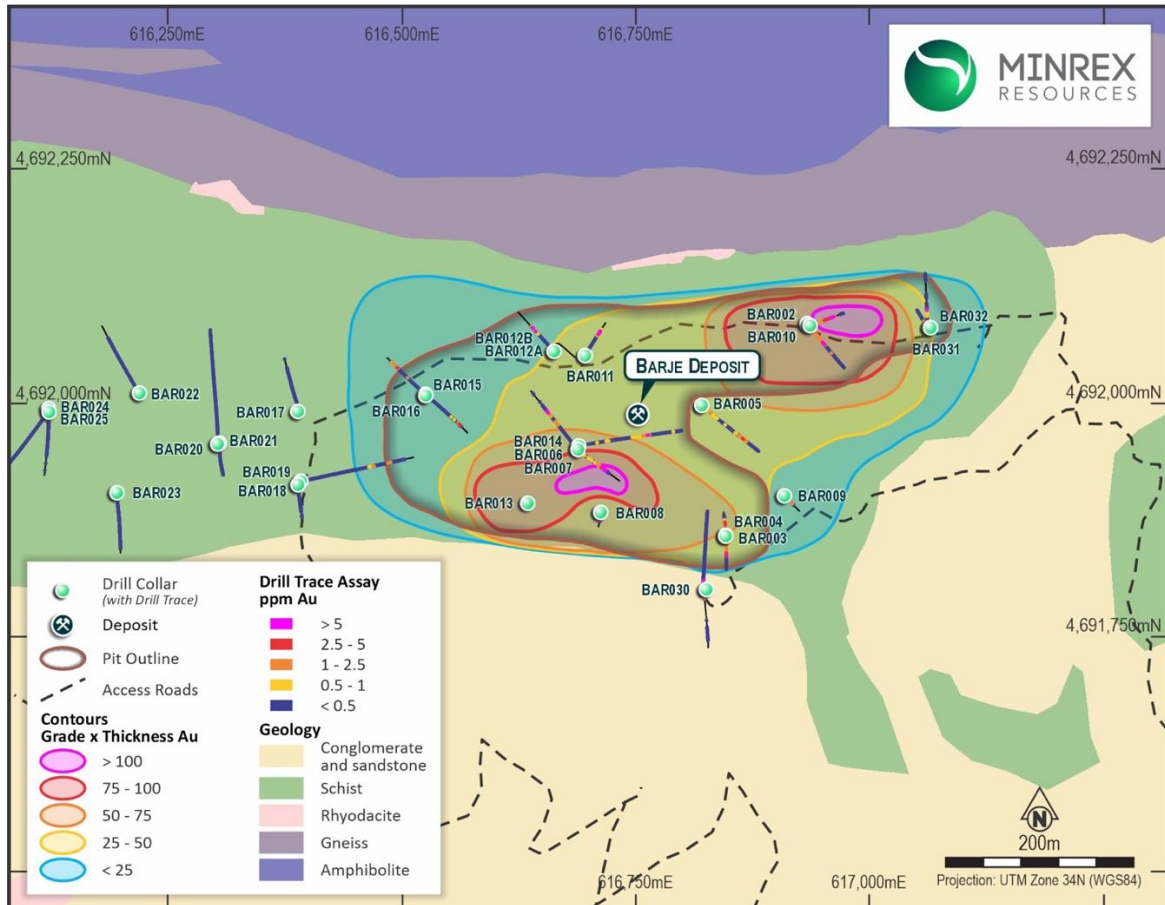 616,250mE
616,500mE
616,750mE
MINREX
RESOURCES
4,692,250mN
4,692,250mN
BAR002
BAR010
BAR032
BAR031
BAR012B
BAR012A
BAR011
BARJE DEPOSIT
BAR015
BAR016
BAR005
4,692,000mN
4,692,000mN
BAR022
BAR024
BAR025
BAR017
BAR020
BAR021
BAR014
BAR006
BAR007
BAR019
BAR018
BAR023
BAR013
BAR008
BAR009
BAR004
BAR003
BAR030
4,691,750mN
Drill Collar
(with Drill Trace)
Deposit
Pit Outline
Access Roads
Contours
Grade x Thickness Au
> 100
75 - 100
50 - 75
25 - 50
< 25
Drill Trace Assay
ppm Au
> 5
2.5 - 5
1 - 2.5
0.5 - 1
< 0.5
Geology
Conglomerate
and sandstone
Schist
Rhyodacite
Gneiss
Amphibolite
N
200m
Projection: UTM Zone 34N (WGS84)
616,750mE
617,000mE